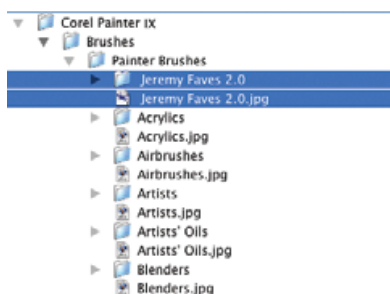 Corel Painter IX
Brushes
Painter Brushes
Jeremy Faves 2.0
Jeremy Faves 2.0.jpg
Acrylics
Acrylics.jpg
Airbrushes
Airbrushes.jpg
Artists
Artists.jpg
Artists' Oils
Artists' Oils.jpg
Blenders
Blenders.jpg